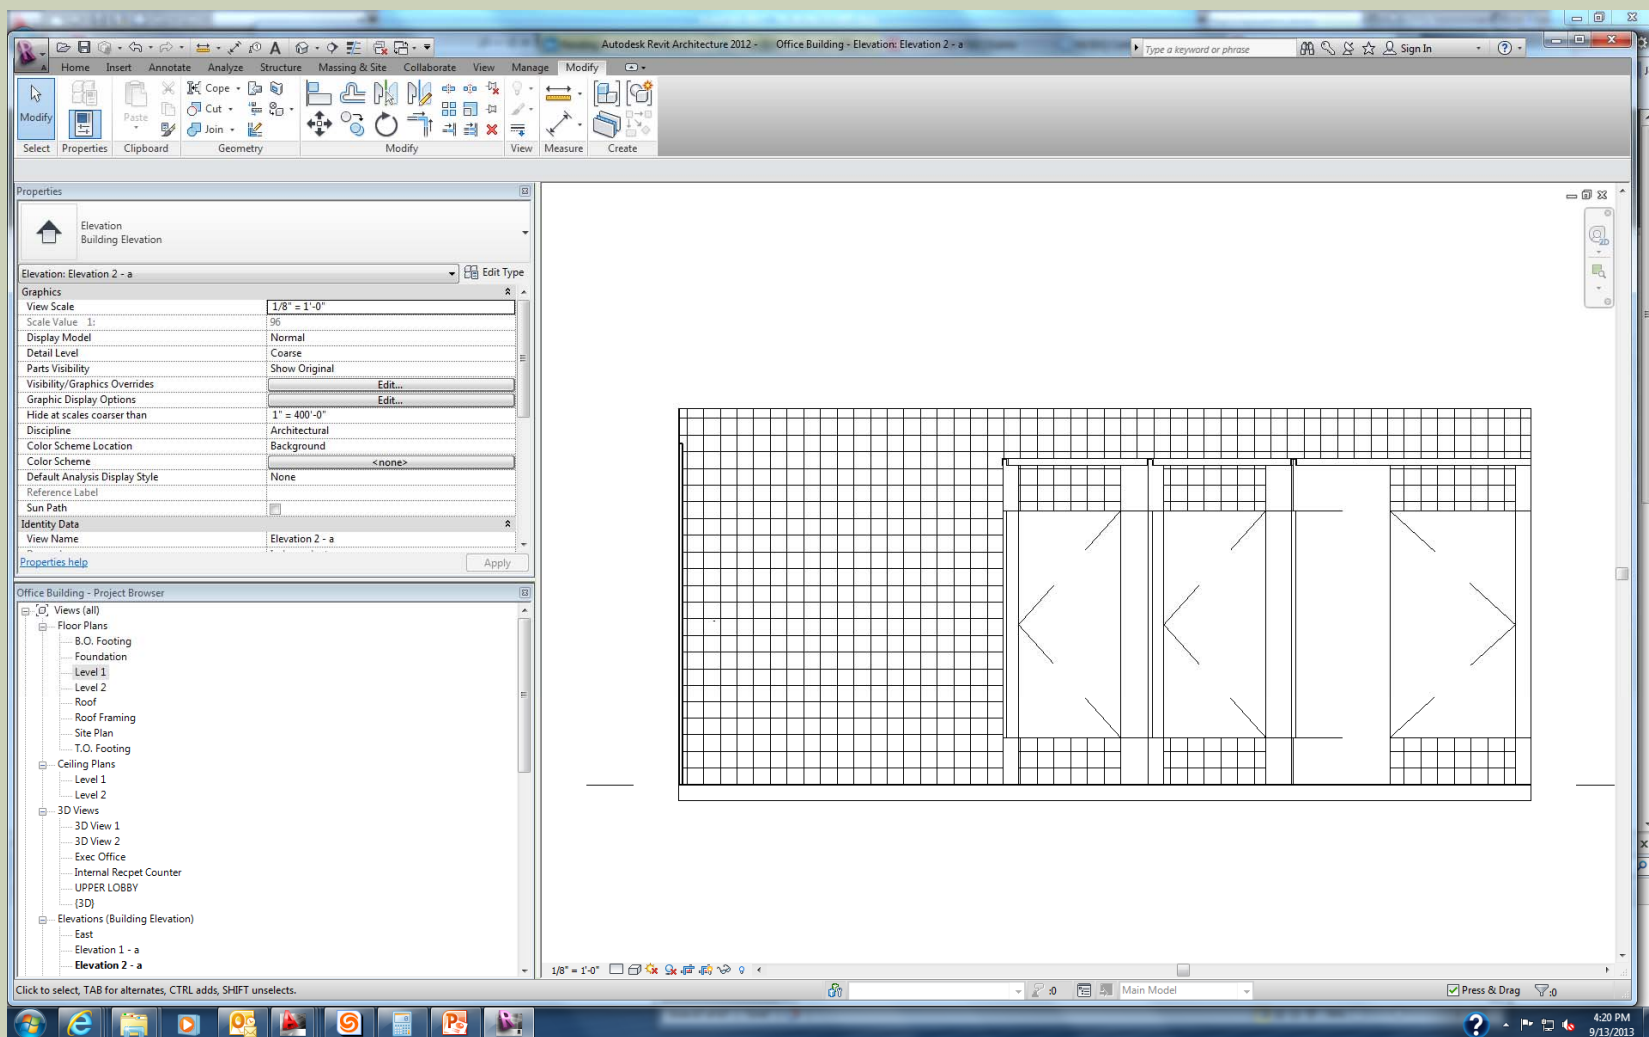 Autodesk Revit Architecture 2012 - Office Building - Elevation: Elevation 2 - a
Type a keyword or phrase
Sign In
Home Insert Annotate Analyze Structure Massing & Site Collaborate View Manage Modify
Modify
Paste
Cope
Cut
Join
Select Properties Clipboard Geometry Modify View Measure Create
Properties
Elevation
Building Elevation
Elevation: Elevation 2 - a Edit Type
Graphics
View Scale 1/8" = 1'-0"
Scale Value 1: 96
Display Model Normal
Detail Level Coarse
Parts Visibility Show Original
Visibility/Graphics Overrides Edit...
Graphic Display Options Edit...
Hide at scales coarser than 1" = 400'-0"
Discipline Architectural
Color Scheme Location Background
Color Scheme <none>
Default Analysis Display Style None
Reference Label
Sun Path
Identity Data
View Name Elevation 2 - a
Properties help Apply
Office Building - Project Browser
Views (all)
Floor Plans
B.O. Footing
Foundation
Level 1
Level 2
Roof
Roof Framing
Site Plan
T.O. Footing
Ceiling Plans
Level 1
Level 2
3D Views
3D View 1
3D View 2
Exec Office
Internal Recpet Counter
UPPER LOBBY
{3D}
Elevations (Building Elevation)
East
Elevation 1 - a
Elevation 2 - a
2D
1/8" = 1'-0"
Click to select, TAB for alternates, CTRL adds, SHIFT unselects.
:0 Main Model Press & Drag :0
4:20 PM
9/13/2013